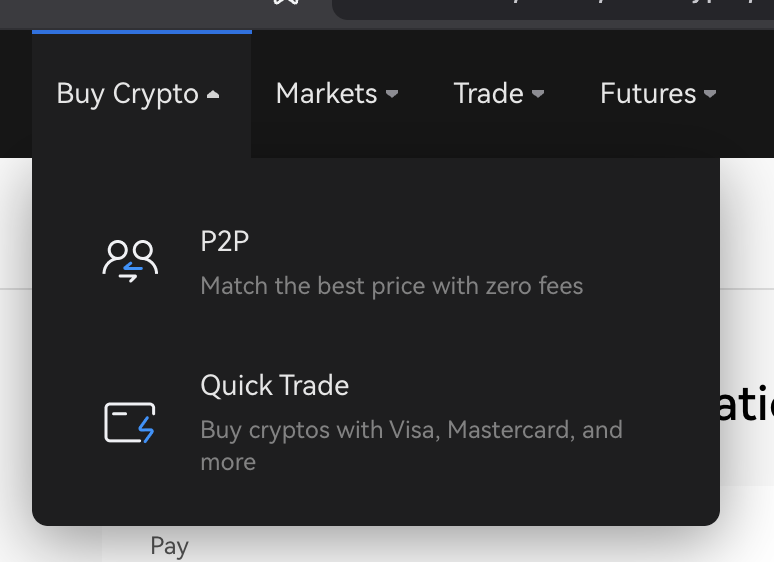 Buy Crypto
Markets
Trade
Futures
P2P
Match the best price with zero fees
Quick Trade
Buy cryptos with Visa, Mastercard, and
more
Pay